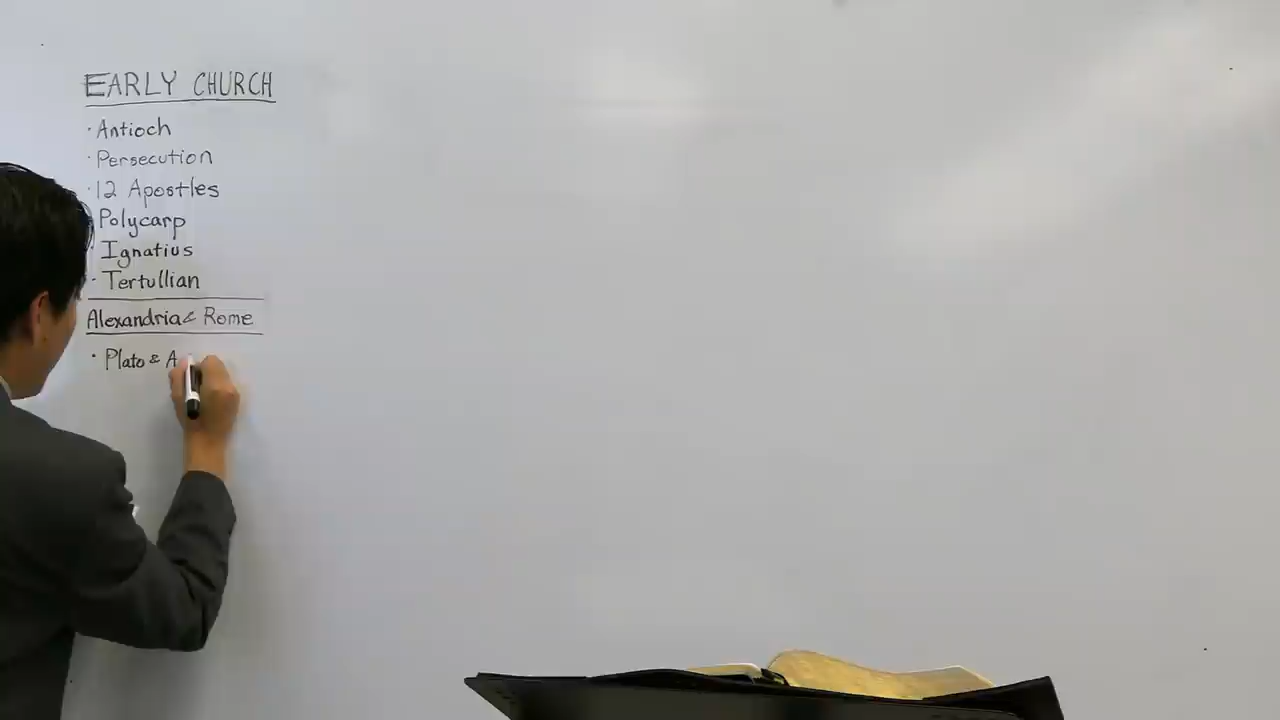 EARLY CHURCH
· Antioch
· Persecution
· 12 Apostles
Polycarp
· Ignatius
· Tertullian
Alexandria & Rome
· Plato & A